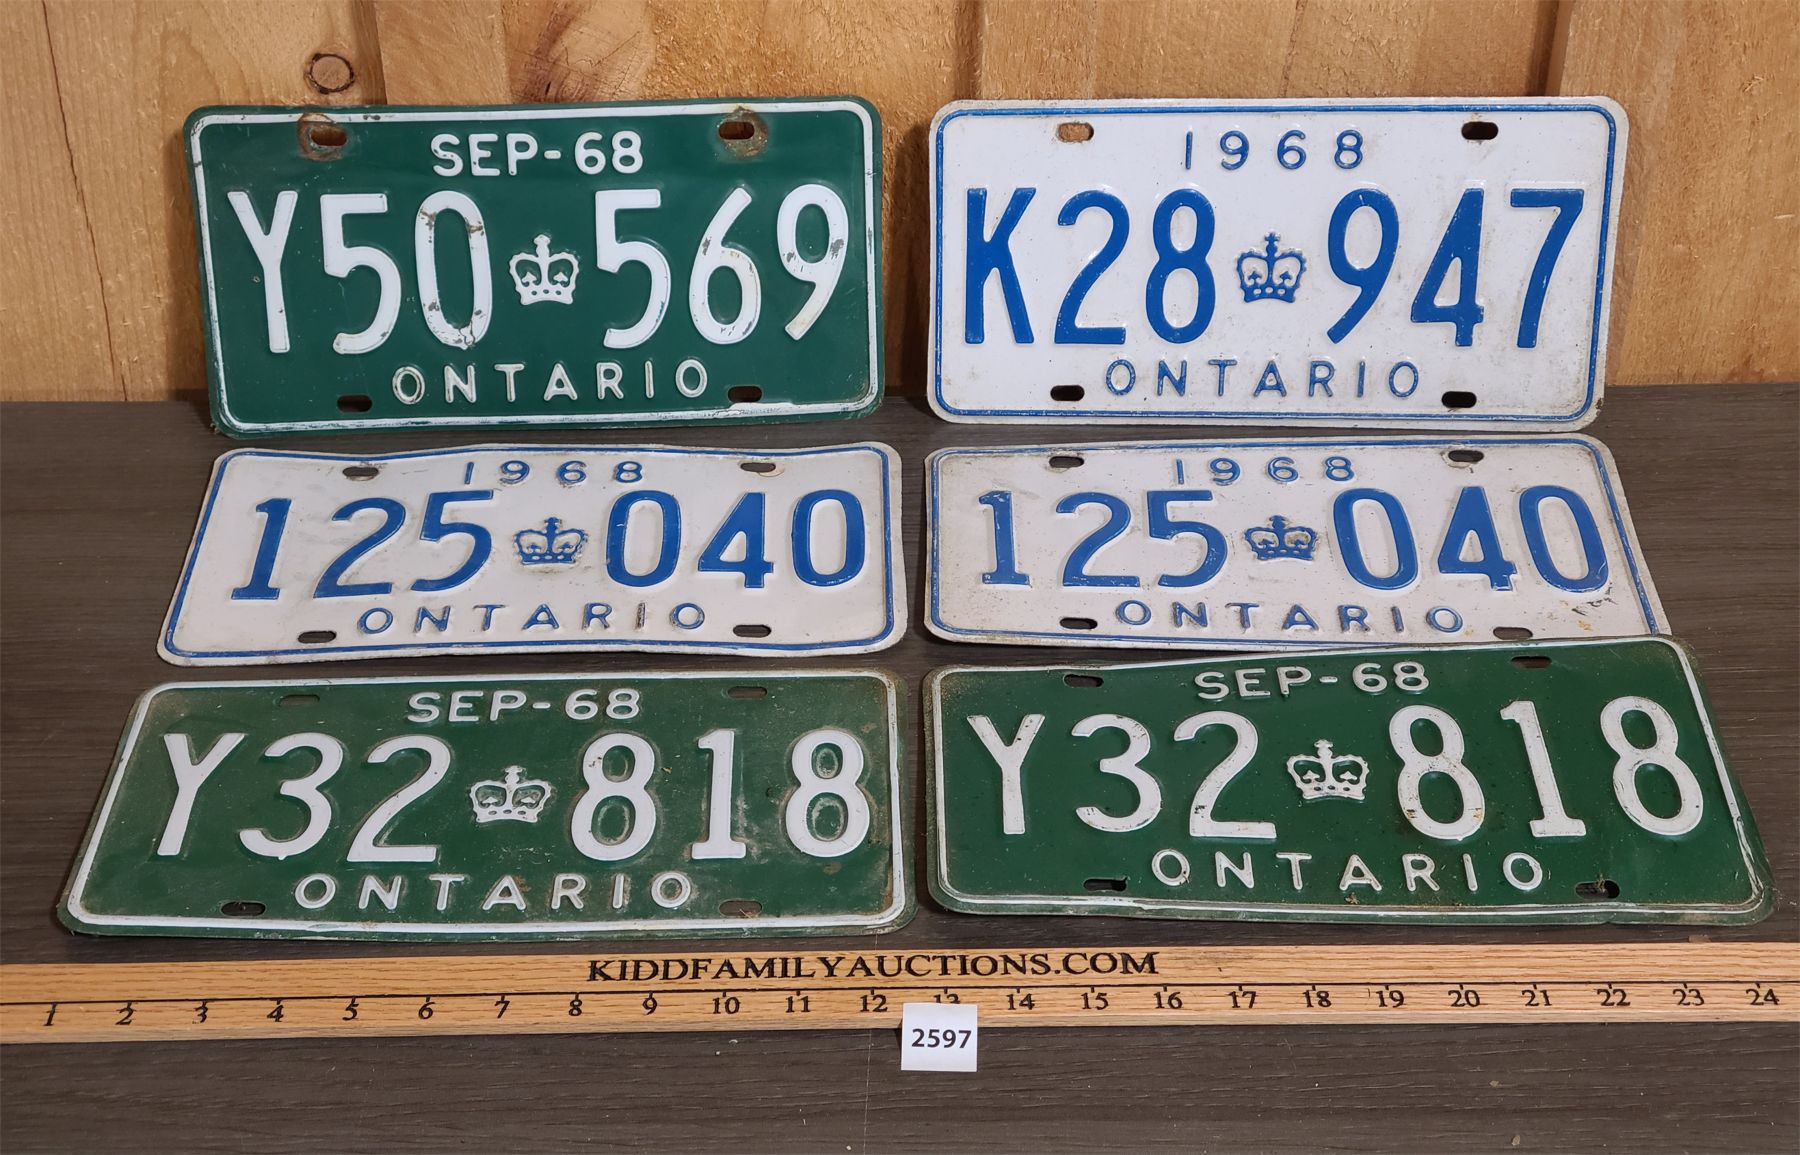 SEP-68
Y50 569
ONTARIO
1968
K28 947
ONTARIO
1968
125 040
ONTARIO
1968
125 040
ONTARIO
SEP-68
Y32 818
ONTARIO
SEP-68
Y32 818
ONTARIO
KIDDFAMILYAUCTIONS.COM
1 2 3 4 5 6 7 8 9 10 11 12 13 14 15 16 17 18 19 20 21 22 23 24
2597